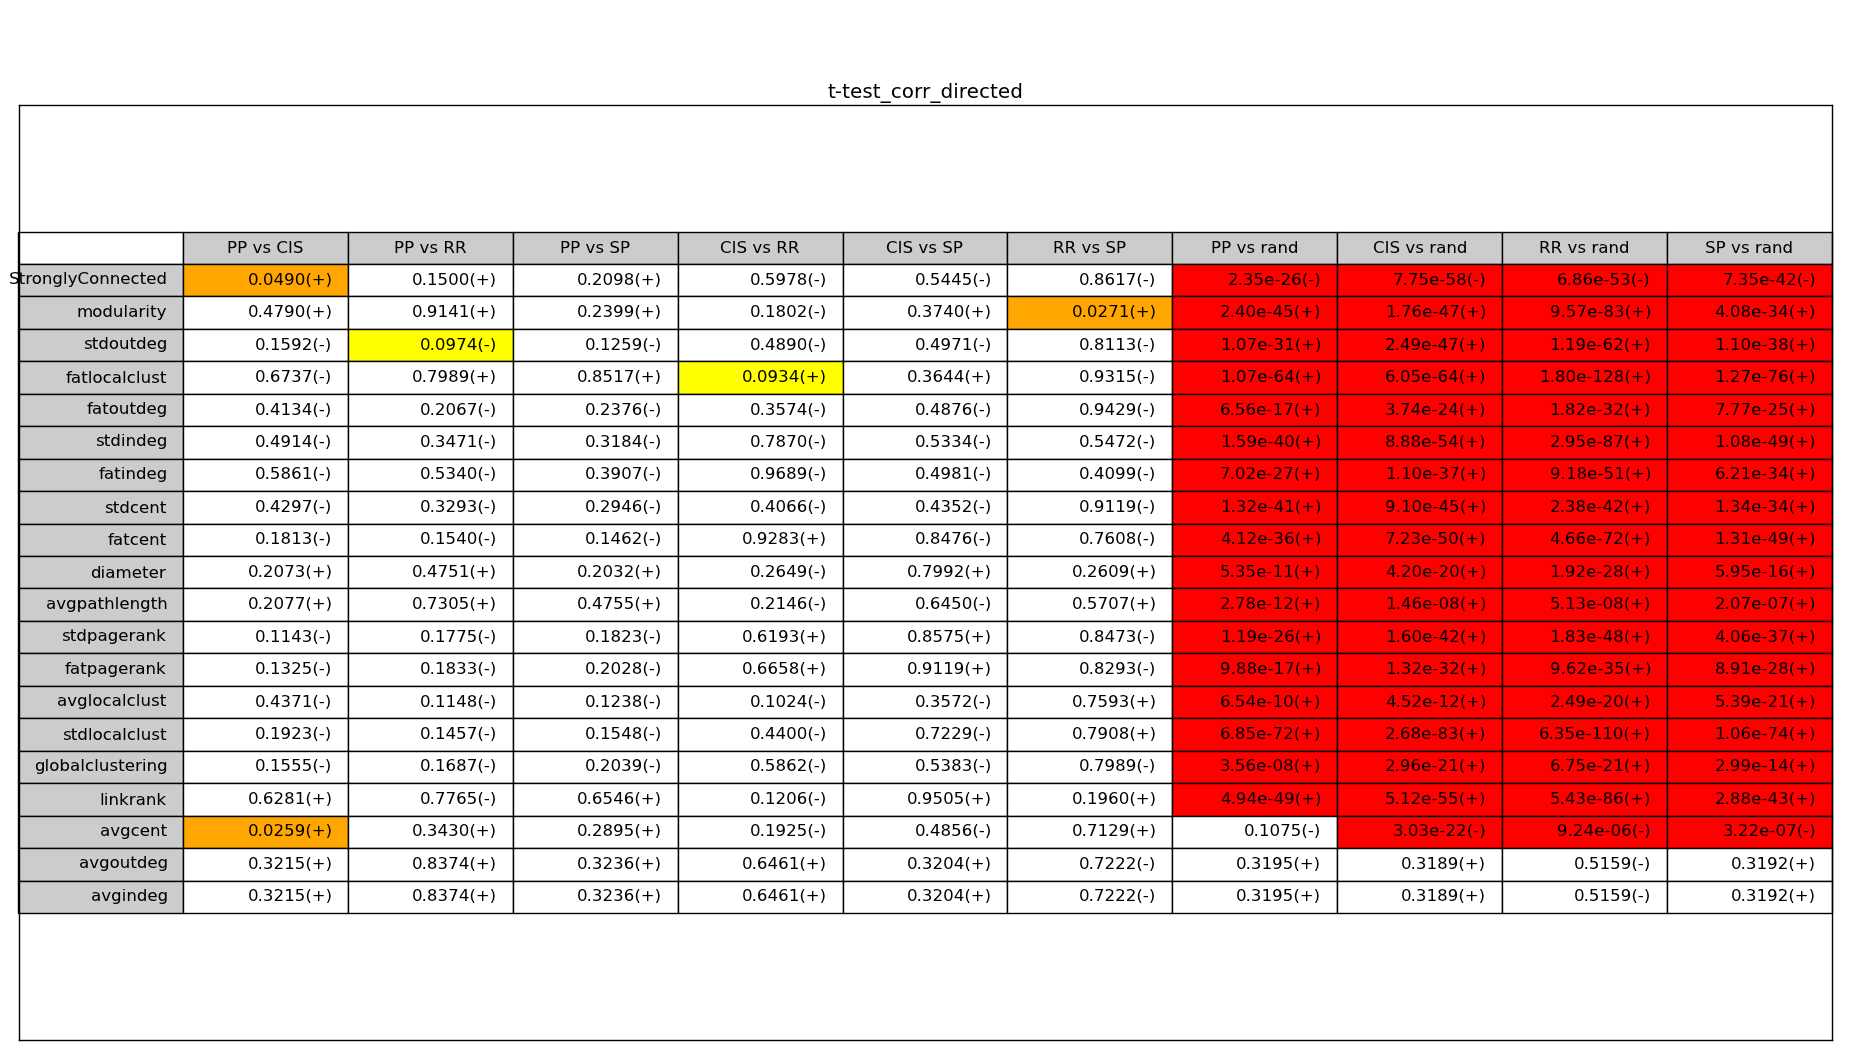 t-test_corr_directed
PP vs CIS PP vs RR PP vs SP CIS vs RR CIS vs SP RR vs SP PP vs rand CIS vs rand RR vs rand SP vs rand
StronglyConnected 0.0490(+) 0.1500(+) 0.2098(+) 0.5978(-) 0.5445(-) 0.8617(-) 2.35e-26(-) 7.75e-58(-) 6.86e-53(-) 7.35e-42(-)
modularity 0.4790(+) 0.9141(+) 0.2399(+) 0.1802(-) 0.3740(+) 0.0271(+) 2.40e-45(+) 1.76e-47(+) 9.57e-83(+) 4.08e-34(+)
stdoutdeg 0.1592(-) 0.0974(-) 0.1259(-) 0.4890(-) 0.4971(-) 0.8113(-) 1.07e-31(+) 2.49e-47(+) 1.19e-62(+) 1.10e-38(+)
fatlocalclust 0.6737(-) 0.7989(+) 0.8517(+) 0.0934(+) 0.3644(+) 0.9315(-) 1.07e-64(+) 6.05e-64(+) 1.80e-128(+) 1.27e-76(+)
fatoutdeg 0.4134(-) 0.2067(-) 0.2376(-) 0.3574(-) 0.4876(-) 0.9429(-) 6.56e-17(+) 3.74e-24(+) 1.82e-32(+) 7.77e-25(+)
stdindeg 0.4914(-) 0.3471(-) 0.3184(-) 0.7870(-) 0.5334(-) 0.5472(-) 1.59e-40(+) 8.88e-54(+) 2.95e-87(+) 1.08e-49(+)
fatindeg 0.5861(-) 0.5340(-) 0.3907(-) 0.9689(-) 0.4981(-) 0.4099(-) 7.02e-27(+) 1.10e-37(+) 9.18e-51(+) 6.21e-34(+)
stdcent 0.4297(-) 0.3293(-) 0.2946(-) 0.4066(-) 0.4352(-) 0.9119(-) 1.32e-41(+) 9.10e-45(+) 2.38e-42(+) 1.34e-34(+)
fatcent 0.1813(-) 0.1540(-) 0.1462(-) 0.9283(+) 0.8476(-) 0.7608(-) 4.12e-36(+) 7.23e-50(+) 4.66e-72(+) 1.31e-49(+)
diameter 0.2073(+) 0.4751(+) 0.2032(+) 0.2649(-) 0.7992(+) 0.2609(+) 5.35e-11(+) 4.20e-20(+) 1.92e-28(+) 5.95e-16(+)
avgpathlength 0.2077(+) 0.7305(+) 0.4755(+) 0.2146(-) 0.6450(-) 0.5707(+) 2.78e-12(+) 1.46e-08(+) 5.13e-08(+) 2.07e-07(+)
stdpagerank 0.1143(-) 0.1775(-) 0.1823(-) 0.6193(+) 0.8575(+) 0.8473(-) 1.19e-26(+) 1.60e-42(+) 1.83e-48(+) 4.06e-37(+)
fatpagerank 0.1325(-) 0.1833(-) 0.2028(-) 0.6658(+) 0.9119(+) 0.8293(-) 9.88e-17(+) 1.32e-32(+) 9.62e-35(+) 8.91e-28(+)
avglocalclust 0.4371(-) 0.1148(-) 0.1238(-) 0.1024(-) 0.3572(-) 0.7593(+) 6.54e-10(+) 4.52e-12(+) 2.49e-20(+) 5.39e-21(+)
stdlocalclust 0.1923(-) 0.1457(-) 0.1548(-) 0.4400(-) 0.7229(-) 0.7908(+) 6.85e-72(+) 2.68e-83(+) 6.35e-110(+) 1.06e-74(+)
globalclustering 0.1555(-) 0.1687(-) 0.2039(-) 0.5862(-) 0.5383(-) 0.7989(-) 3.56e-08(+) 2.96e-21(+) 6.75e-21(+) 2.99e-14(+)
linkrank 0.6281(+) 0.7765(-) 0.6546(+) 0.1206(-) 0.9505(+) 0.1960(+) 4.94e-49(+) 5.12e-55(+) 5.43e-86(+) 2.88e-43(+)
avgcent 0.0259(+) 0.3430(+) 0.2895(+) 0.1925(-) 0.4856(-) 0.7129(+) 0.1075(-) 3.03e-22(-) 9.24e-06(-) 3.22e-07(-)
avgoutdeg 0.3215(+) 0.8374(+) 0.3236(+) 0.6461(+) 0.3204(+) 0.7222(-) 0.3195(+) 0.3189(+) 0.5159(-) 0.3192(+)
avgindeg 0.3215(+) 0.8374(+) 0.3236(+) 0.6461(+) 0.3204(+) 0.7222(-) 0.3195(+) 0.3189(+) 0.5159(-) 0.3192(+)